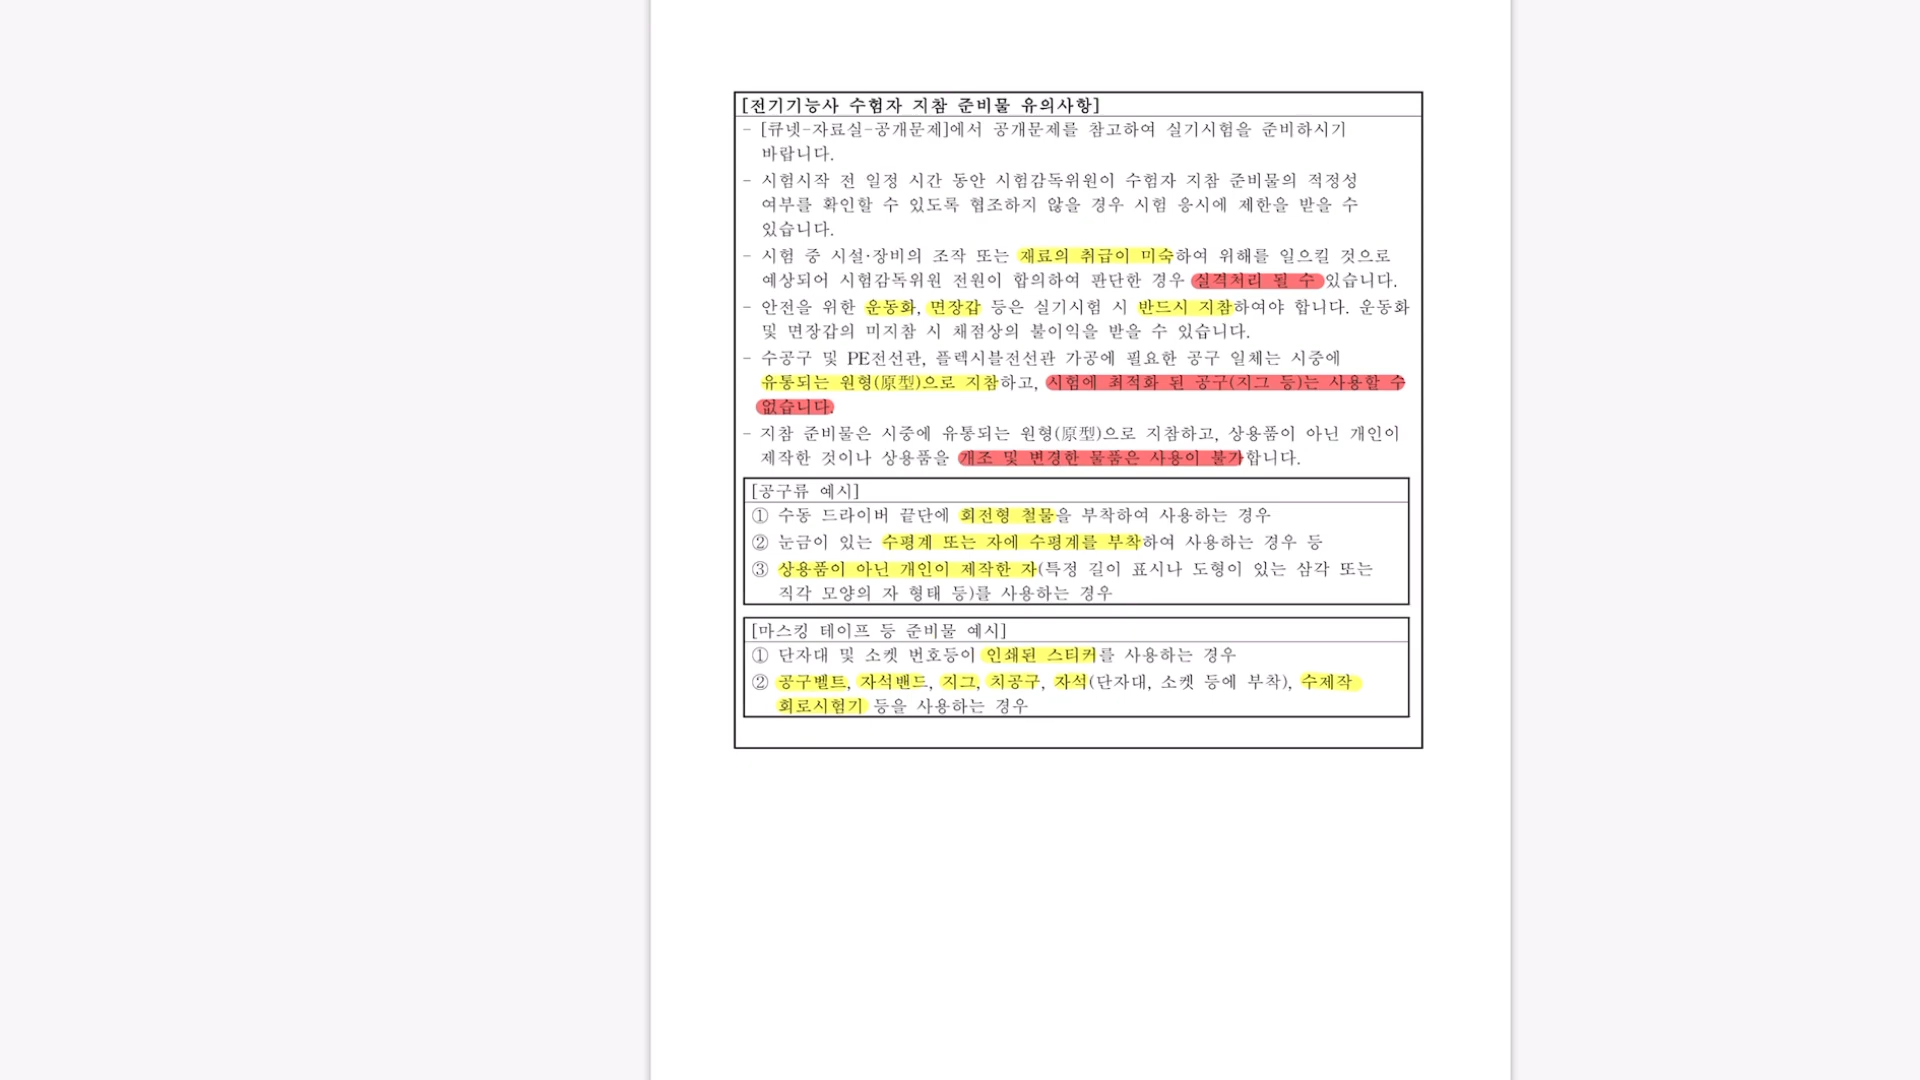 [전기기능사 수험자 지참 준비물 유의사항]
- [큐넷-자료실-공개문제]에서 공개문제를 참고하여 실기시험을 준비하시기
바랍니다.
- 시험시작 전 일정 시간 동안 시험감독위원이 수험자 지참 준비물의 적정성
여부를 확인할 수 있도록 협조하지 않을 경우 시험 응시에 제한을 받을 수
있습니다.
- 시험 중 시설·장비의 조작 또는 재료의 취급이 미숙하여 위해를 일으킬 것으로
예상되어 시험감독위원 전원이 합의하여 판단한 경우 실격처리 될 수 있습니다.
- 안전을 위한 운동화, 면장갑 등은 실기시험 시 반드시 지참하여야 합니다. 운동화
및 면장갑의 미지참 시 채점상의 불이익을 받을 수 있습니다.
- 수공구 및 PE전선관, 플렉시블전선관 가공에 필요한 공구 일체는 시중에
유통되는 원형(原型)으로 지참하고, 시험에 최적화 된 공구(지그 등)는 사용할 수
없습니다.
- 지참 준비물은 시중에 유통되는 원형(原型)으로 지참하고, 상용품이 아닌 개인이
제작한 것이나 상용품을 개조 및 변경한 물품은 사용이 불가합니다.
[공구류 예시]
① 수동 드라이버 끝단에 회전형 철물을 부착하여 사용하는 경우
② 눈금이 있는 수평계 또는 자에 수평계를 부착하여 사용하는 경우 등
③ 상용품이 아닌 개인이 제작한 자(특정 길이 표시나 도형이 있는 삼각 또는
직각 모양의 자 형태 등)를 사용하는 경우
[마스킹 테이프 등 준비물 예시]
① 단자대 및 소켓 번호등이 인쇄된 스티커를 사용하는 경우
② 공구벨트, 자석밴드, 지그, 치공구, 자석(단자대, 소켓 등에 부착), 수제작
회로시험기 등을 사용하는 경우